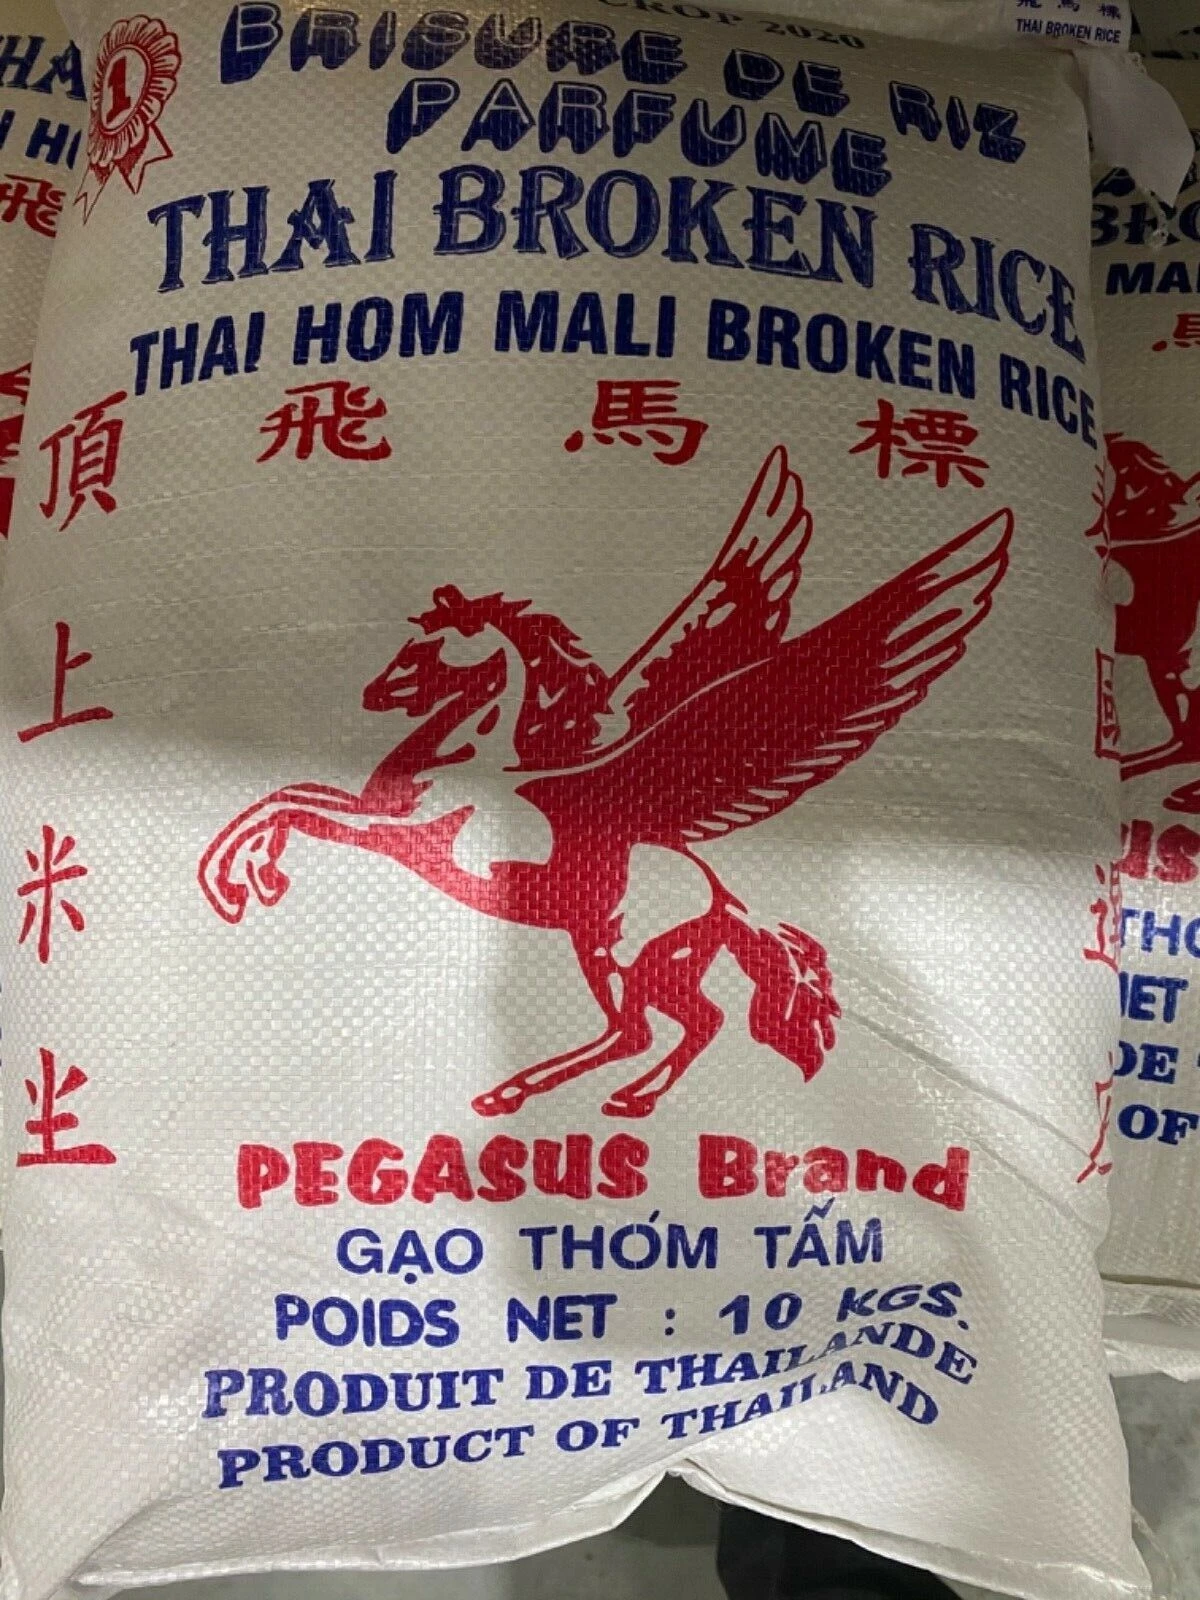 飛 馬 標
THAI BROKEN RICE
CROP 2020
1
BRISURE DE RIZ
PARFUME
THAI BROKEN RICE
THAI HOM MALI BROKEN RICE
飛 馬 標
頂
上
米
PEGASUS Brand
GẠO THÓM TẤM
POIDS NET : 10 KGS.
PRODUIT DE THAILANDE
PRODUCT OF THAILAND